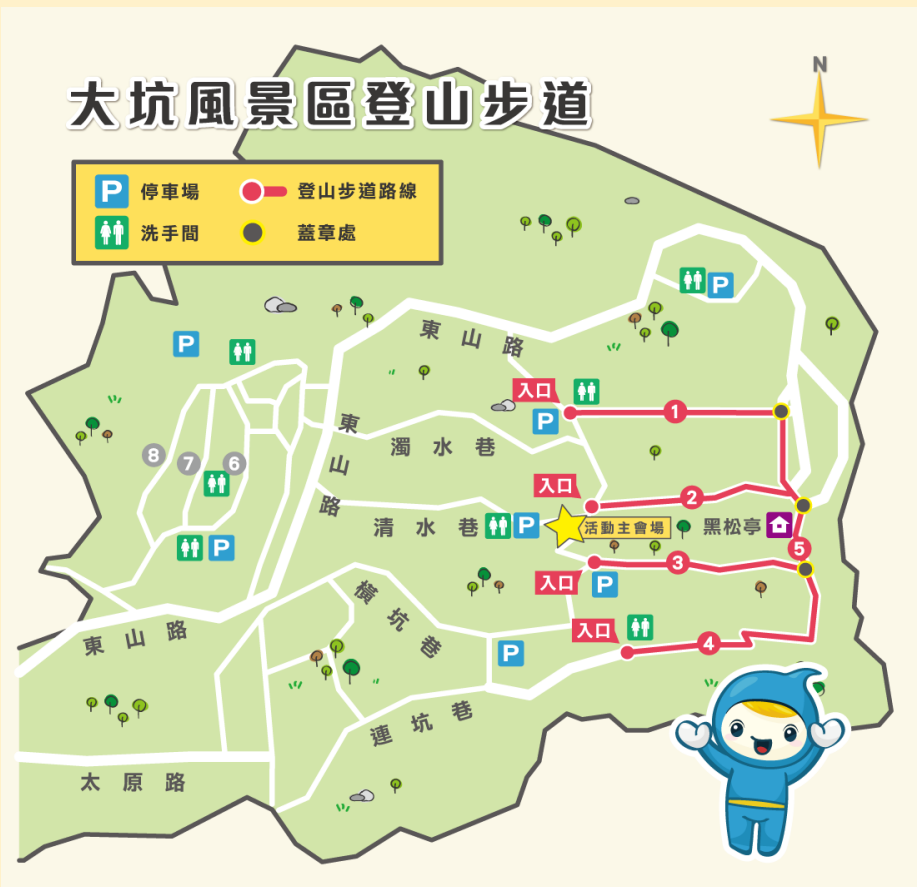 大坑風景區登山步道
N
P 停車場
登山步道路線
洗手間
蓋章處
P
P
東山路
入口
P
1
東山路
濁水巷
8
7
6
入口
2
清水巷
P
活動主會場
黑松亭
5
P
入口
3
P
橫坑巷
入口
4
東山路
P
連坑巷
太原路